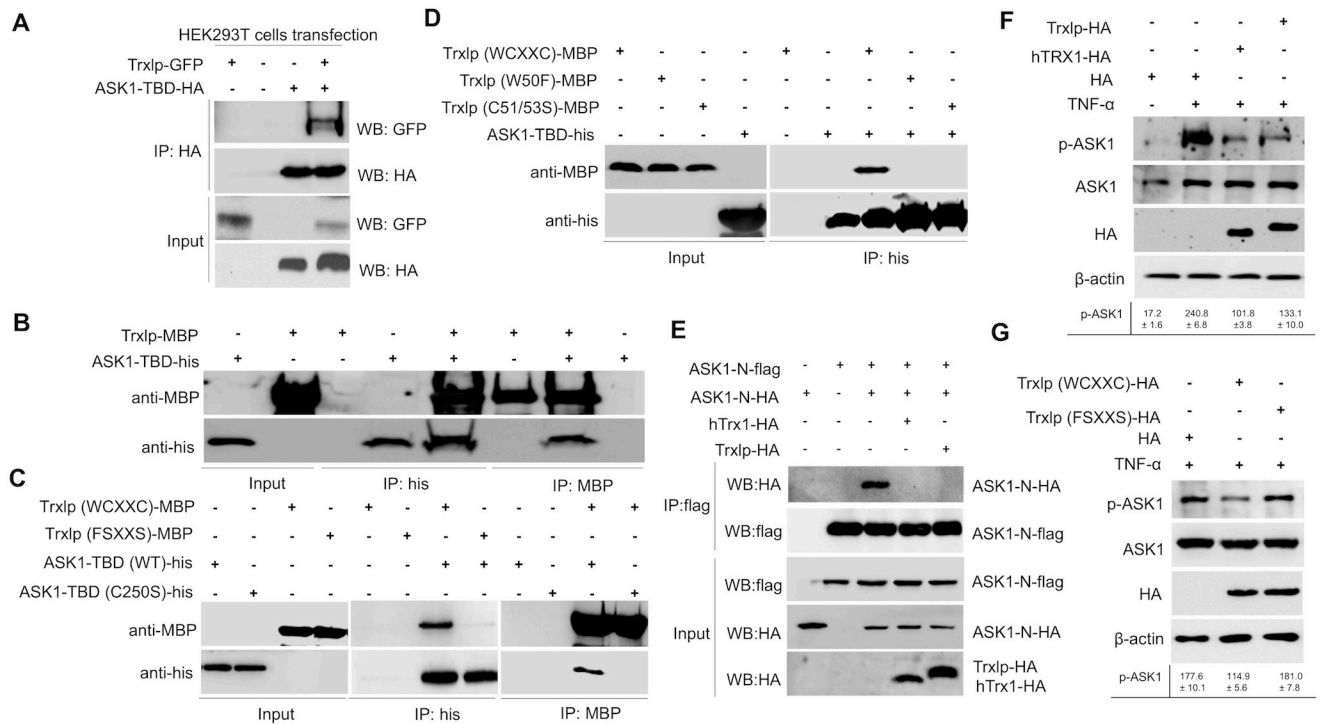 A
HEK293T cells transfection
Trxlp-GFP + - - +
ASK1-TBD-HA - - + +
IP: HA
WB: GFP
WB: HA
Input
WB: GFP
WB: HA
B
Trxlp-MBP - + + - + + + -
ASK1-TBD-his + - - + + - + +
anti-MBP
anti-his
Input IP: his IP: MBP
C
Trxlp (WCXXC)-MBP - - + - + - + - - - + +
Trxlp (FSXXS)-MBP - - - + - + - + - - - -
ASK1-TBD (WT)-his + - - - - - + + + - + -
ASK1-TBD (C250S)-his - + - - - - - - - + - +
anti-MBP
anti-his
Input IP: his IP: MBP
D
Trxlp (WCXXC)-MBP + - - - + - + - -
Trxlp (W50F)-MBP - + - - - - - + -
Trxlp (C51/53S)-MBP - - + - - - - - +
ASK1-TBD-his - - - + - + + + +
anti-MBP
anti-his
Input IP: his
E
ASK1-N-flag - + + + +
ASK1-N-HA + - + + +
hTrx1-HA - - - + -
Trxlp-HA - - - - +
IP:flag
WB:HA ASK1-N-HA
WB:flag ASK1-N-flag
Input
WB:flag ASK1-N-flag
WB:HA ASK1-N-HA
WB:HA Trxlp-HA
hTrx1-HA
F
Trxlp-HA - - - +
hTRX1-HA - - + -
HA + + - -
TNF-α - + + +
p-ASK1
ASK1
HA
β-actin
p-ASK1 17.2 240.8 101.8 133.1
± 1.6 ± 6.8 ±3.8 ± 10.0
G
Trxlp (WCXXC)-HA - + -
Trxlp (FSXXS)-HA - - +
HA + - -
TNF-α + + +
p-ASK1
ASK1
HA
β-actin
p-ASK1 177.6 114.9 181.0
± 10.1 ± 5.6 ± 7.8